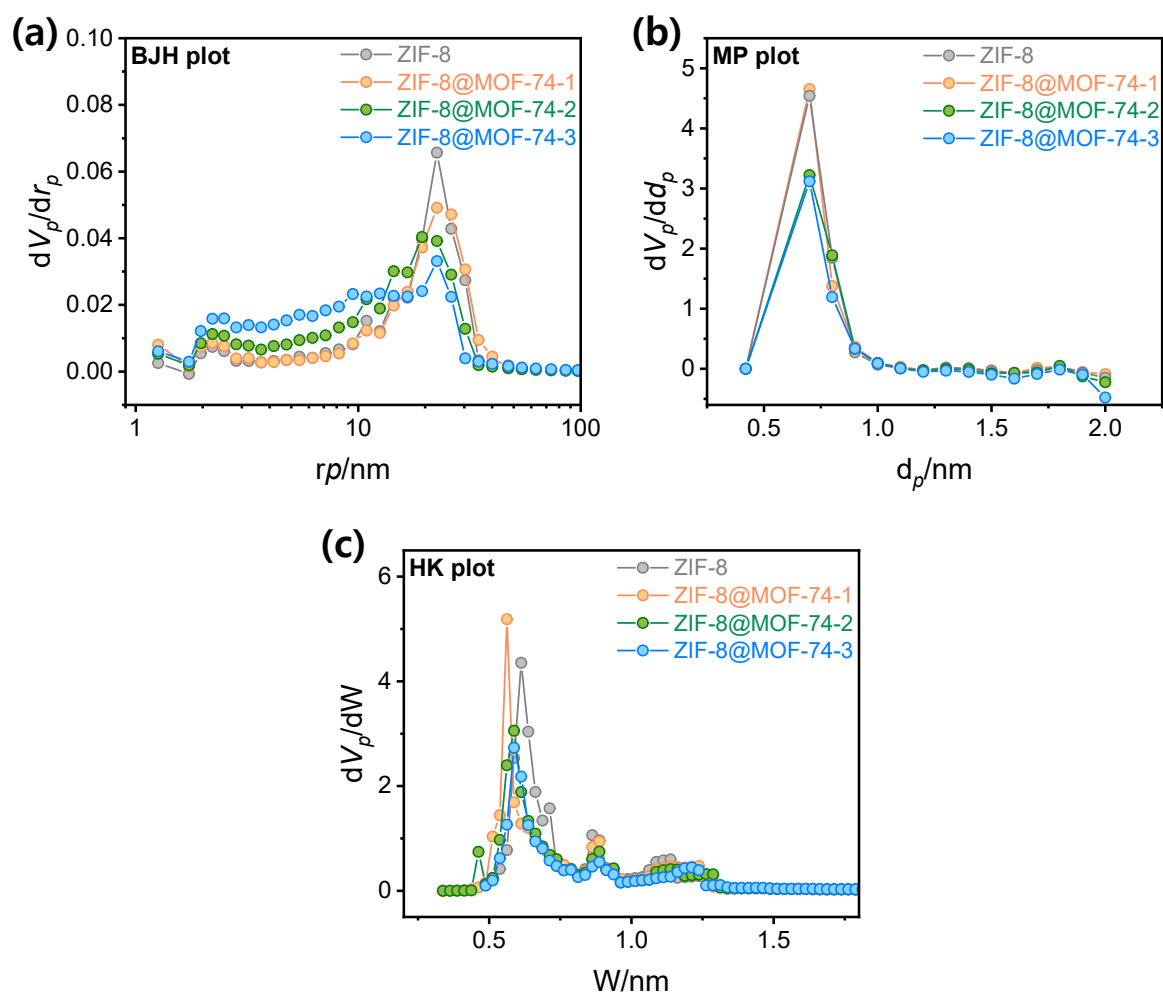 (a)
BJH plot
ZIF-8
ZIF-8@MOF-74-1
ZIF-8@MOF-74-2
ZIF-8@MOF-74-3
0.10
0.08
0.06
0.04
0.02
0.00
dVp/drp
1
10
100
rp/nm
(b)
MP plot
ZIF-8
ZIF-8@MOF-74-1
ZIF-8@MOF-74-2
ZIF-8@MOF-74-3
5
4
3
2
1
0
dVp/ddp
0.5
1.0
1.5
2.0
dp/nm
(c)
HK plot
ZIF-8
ZIF-8@MOF-74-1
ZIF-8@MOF-74-2
ZIF-8@MOF-74-3
6
4
2
0
dVp/dW
0.5
1.0
1.5
W/nm